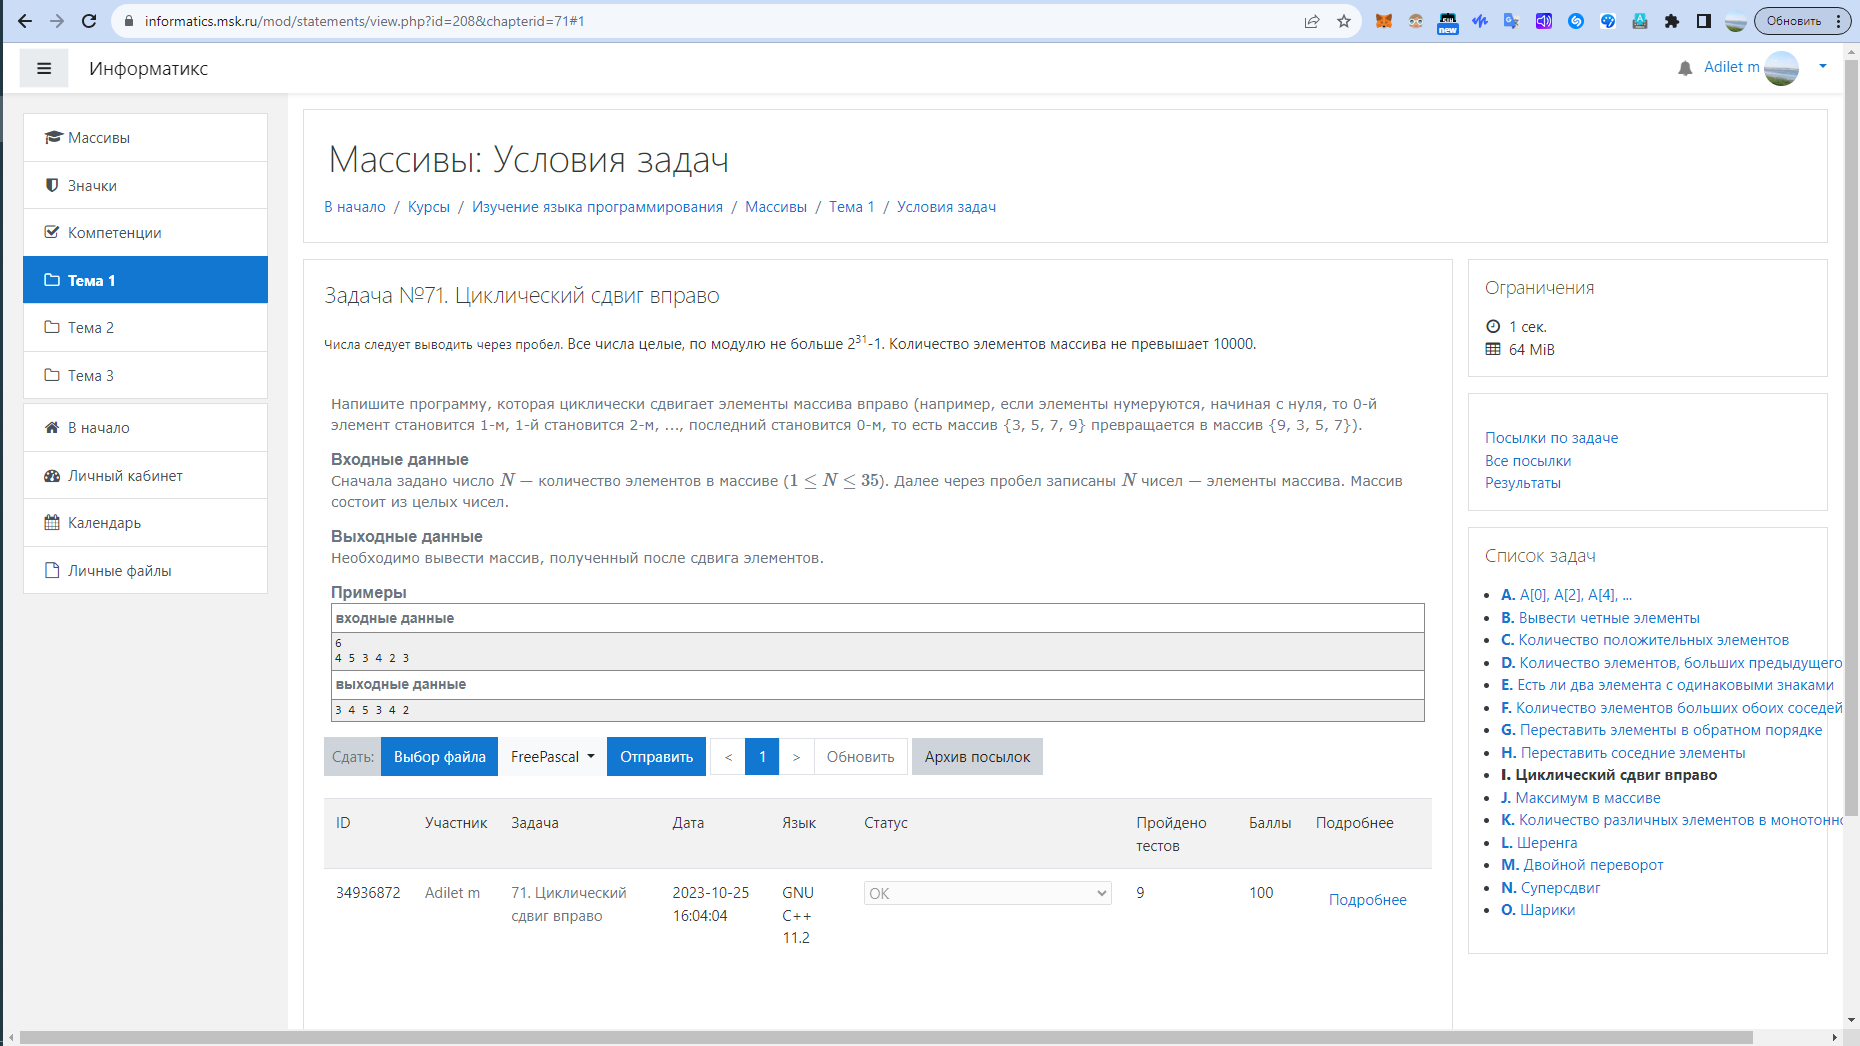 informatics.msk.ru/mod/statements/view.php?id=208&chapterid=71#1
new
Обновить
Информатикс
Adilet m
Массивы
Значки
Компетенции
Тема 1
Тема 2
Тема 3
В начало
Личный кабинет
Календарь
Личные файлы
Массивы: Условия задач
В начало / Курсы / Изучение языка программирования / Массивы / Тема 1 / Условия задач
Задача №71. Циклический сдвиг вправо
Числа следует выводить через пробел. Все числа целые, по модулю не больше 2³¹-1. Количество элементов массива не превышает 10000.
Напишите программу, которая циклически сдвигает элементы массива вправо (например, если элементы нумеруются, начиная с нуля, то 0-й
элемент становится 1-м, 1-й становится 2-м, ..., последний становится 0-м, то есть массив {3, 5, 7, 9} превращается в массив {9, 3, 5, 7}).
Входные данные
Сначала задано число N — количество элементов в массиве (1 ≤ N ≤ 35). Далее через пробел записаны N чисел — элементы массива. Массив
состоит из целых чисел.
Выходные данные
Необходимо вывести массив, полученный после сдвига элементов.
Примеры
входные данные
6
4 5 3 4 2 3
выходные данные
3 4 5 3 4 2
Сдать: Выбор файла FreePascal Отправить < 1 > Обновить Архив посылок
ID Участник Задача Дата Язык Статус Пройдено тестов Баллы Подробнее
34936872 Adilet m 71. Циклический сдвиг вправо 2023-10-25 16:04:04 GNU C++ 11.2 OK 9 100 Подробнее
Ограничения
1 сек.
64 MiB
Посылки по задаче
Все посылки
Результаты
Список задач
A. A[0], A[2], A[4], ...
B. Вывести четные элементы
C. Количество положительных элементов
D. Количество элементов, больших предыдущего
E. Есть ли два элемента с одинаковыми знаками
F. Количество элементов больших обоих соседей
G. Переставить элементы в обратном порядке
H. Переставить соседние элементы
I. Циклический сдвиг вправо
J. Максимум в массиве
K. Количество различных элементов в монотонно
L. Шеренга
M. Двойной переворот
N. Суперсдвиг
O. Шарики